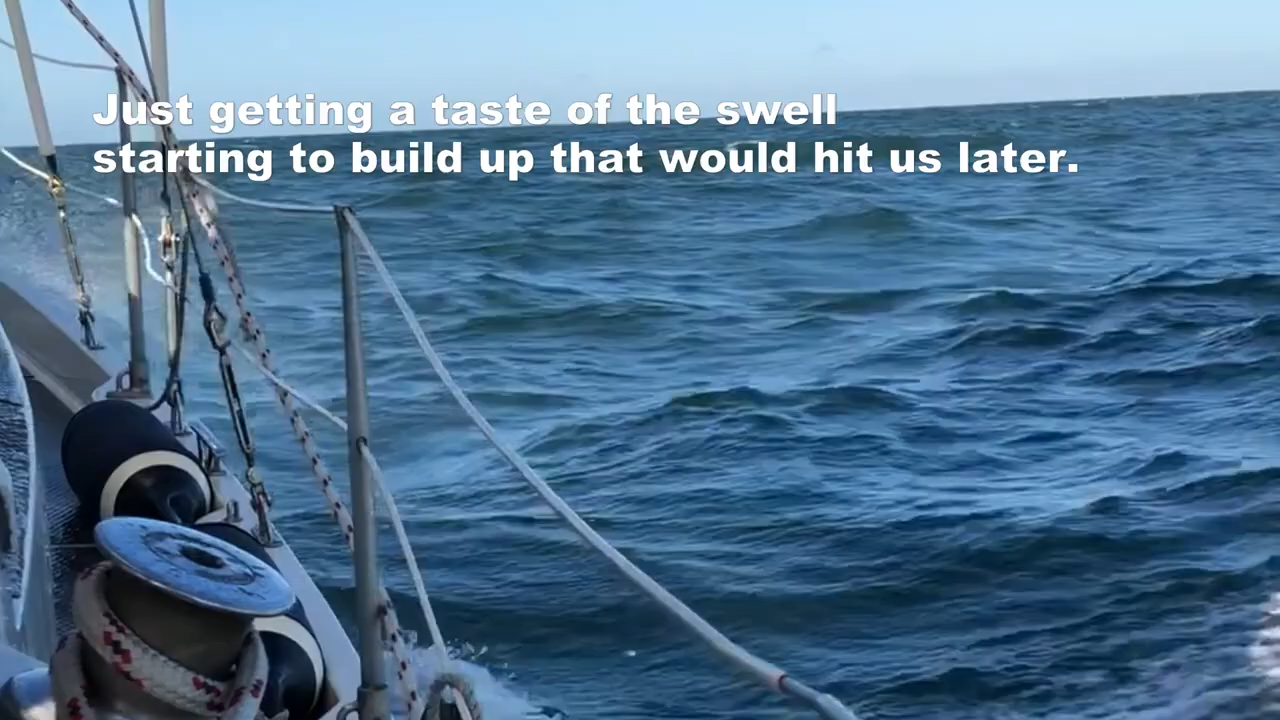 Just getting a taste of the swell
starting to build up that would hit us later.